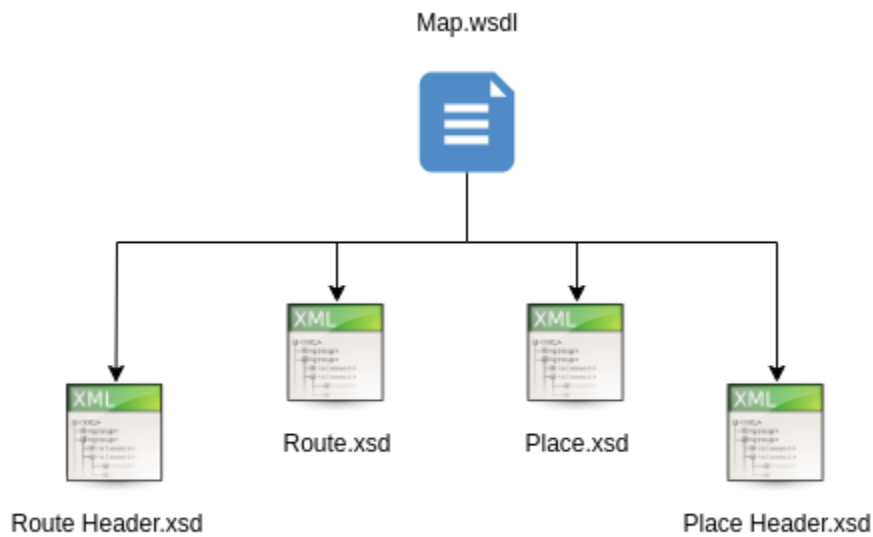 Map.wsdl
XML
XML
Route.xsd
Place.xsd
XML
XML
Route Header.xsd
Place Header.xsd